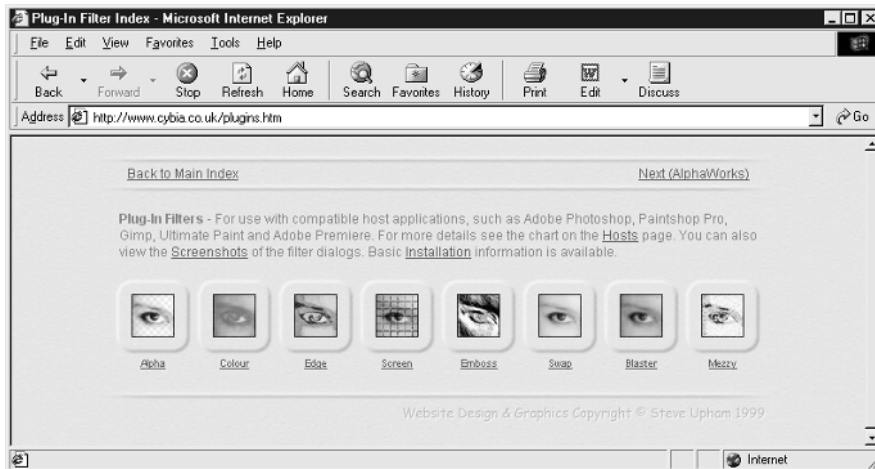 Plug-In Filter Index - Microsoft Internet Explorer
File Edit View Favorites Tools Help
Back Forward Stop Refresh Home Search Favorites History Print Edit Discuss
Address http://www.cybia.co.uk/plugins.htm Go
Back to Main Index Next (AlphaWorks)
Plug-In Filters - For use with compatible host applications, such as Adobe Photoshop, Paintshop Pro,
Gimp, Ultimate Paint and Adobe Premiere. For more details see the chart on the Hosts page. You can also
view the Screenshots of the filter dialogs. Basic Installation information is available.
Alpha Colour Edge Screen Emboss Swap Blaster Mezzy
Website Design & Graphics Copyright © Steve Upham 1999
Internet